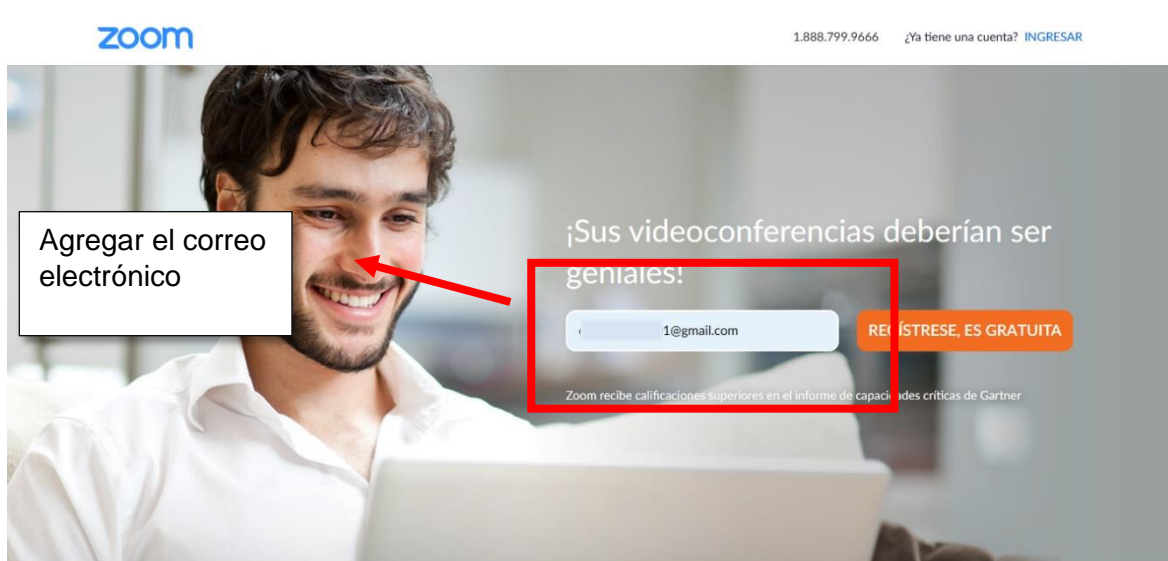 zoom
1.888.799.9666 ¿Ya tiene una cuenta? INGRESAR
Agregar el correo
electrónico
¡Sus videoconferencias deberían ser
geniales!
1@gmail.com
REGÍSTRESE, ES GRATUITA
Zoom recibe calificaciones superiores en el informe de capacidades críticas de Gartner